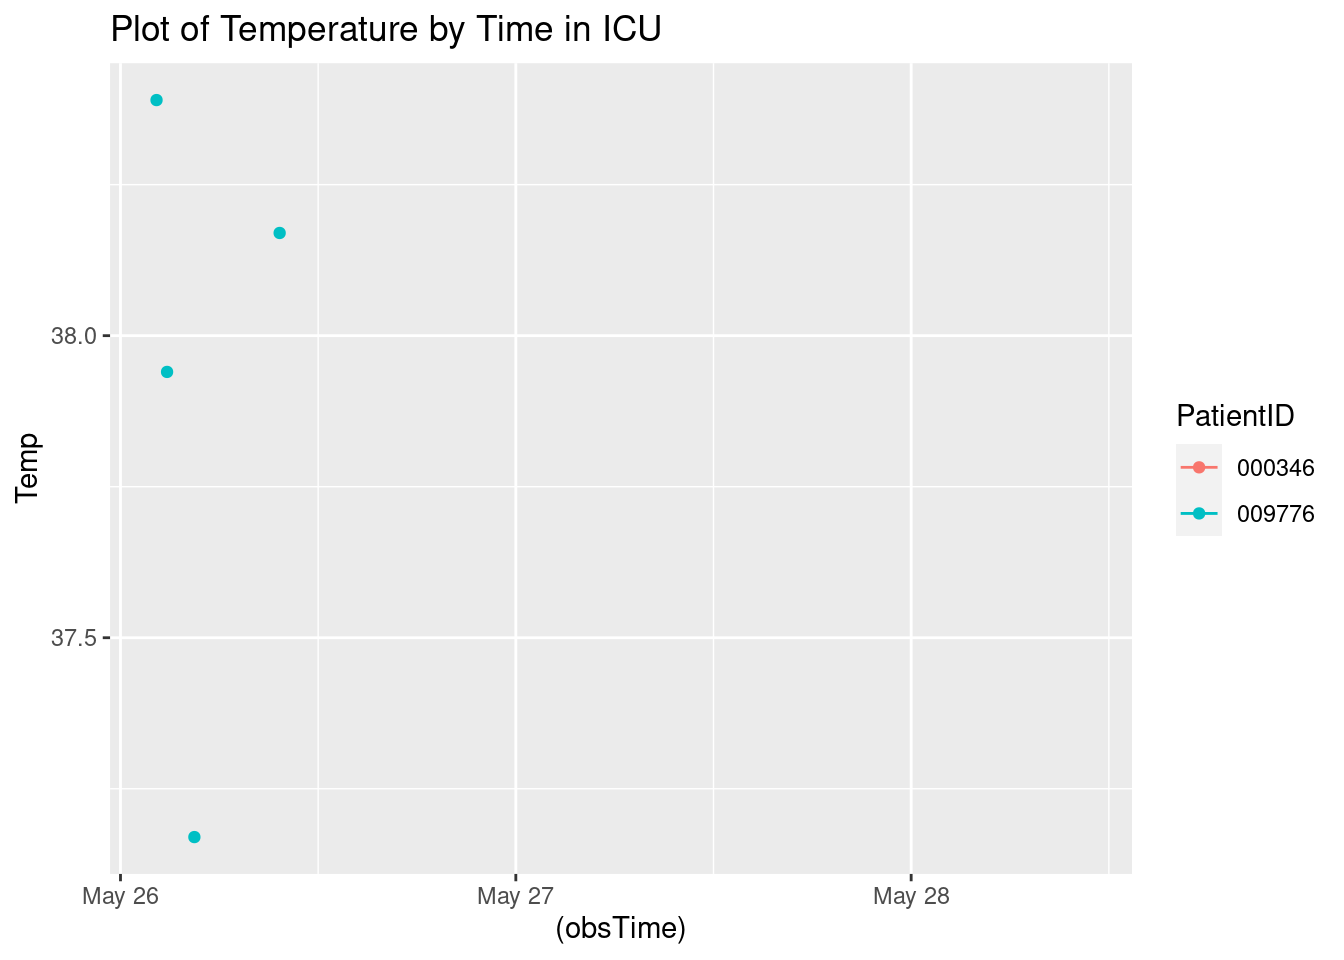 Plot of Temperature by Time in ICU
38.0
37.5
Temp
May 26
May 27
May 28
(obsTime)
PatientID
000346
009776